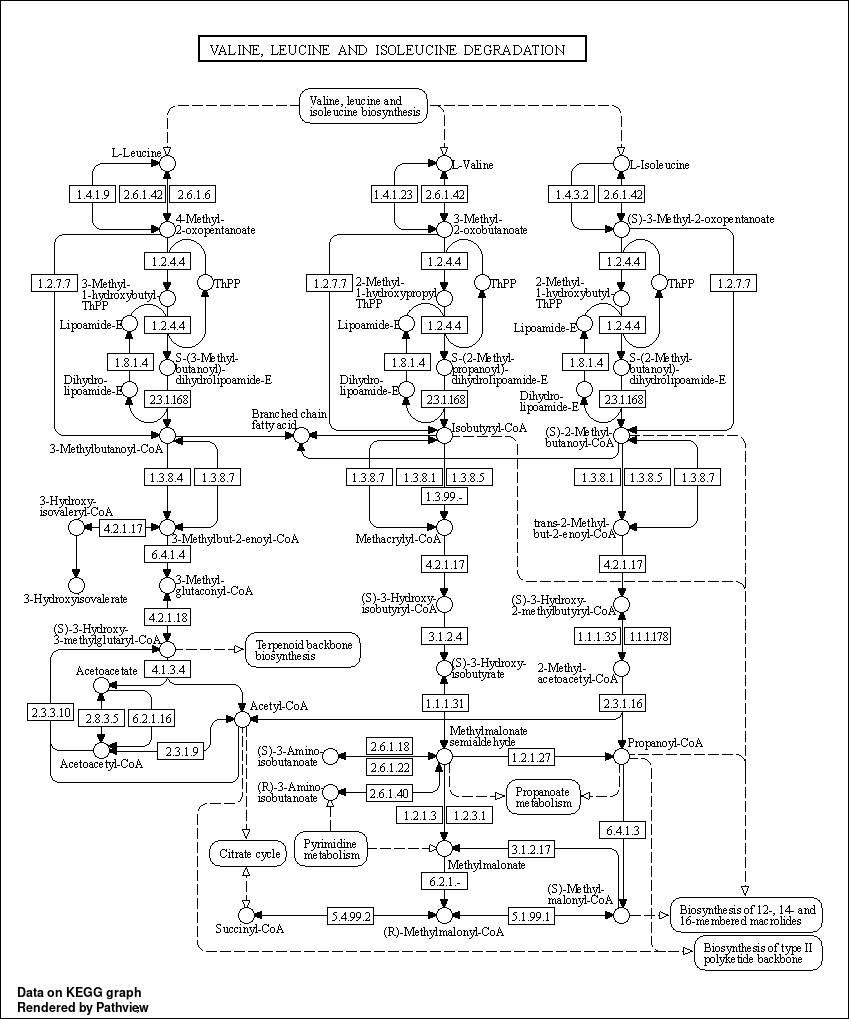 VALINE, LEUCINE AND ISOLEUCINE DEGRADATION
Valine, leucine and
isoleucine biosynthesis
L-Leucine
L-Valine
L-Isoleucine
1.4.1.9
2.6.1.42
2.6.1.6
1.4.1.23
2.6.1.42
1.4.3.2
2.6.1.42
4-Methyl-
2-oxopentanoate
3-Methyl-
2-oxobutanoate
(S)-3-Methyl-2-oxopentanoate
1.2.4.4
1.2.4.4
1.2.4.4
1.2.7.7
ThPP
1.2.7.7
ThPP
ThPP
1.2.7.7
3-Methyl-
1-hydroxybutyl-
ThPP
2-Methyl-
1-hydroxypropyl-
ThPP
2-Methyl-
1-hydroxybutyl-
ThPP
Lipoamide-E
1.2.4.4
Lipoamide-E
1.2.4.4
Lipoamide-E
1.2.4.4
1.8.1.4
S-(3-Methyl-
butanoyl)-
dihydrolipoamide-E
1.8.1.4
S-(2-Methyl-
propanoyl)-
dihydrolipoamide-E
1.8.1.4
S-(2-Methyl-
butanoyl)-
dihydrolipoamide-E
Dihydro-
lipoamide-E
Dihydro-
lipoamide-E
Dihydro-
lipoamide-E
2.3.1.168
2.3.1.168
2.3.1.168
Branched chain
fatty acid
3-Methylbutanoyl-CoA
Isobutyryl-CoA
(S)-2-Methyl-
butanoyl-CoA
1.3.8.4
1.3.8.7
1.3.8.7
1.3.8.1
1.3.8.5
1.3.99.-
1.3.8.1
1.3.8.5
1.3.8.7
3-Hydroxy-
isovaleryl-CoA
4.2.1.17
3-Methylbut-2-enoyl-CoA
Methacrylyl-CoA
trans-2-Methyl-
but-2-enoyl-CoA
6.4.1.4
4.2.1.17
4.2.1.17
3-Hydroxyisovalerate
3-Methyl-
glutaconyl-CoA
(S)-3-Hydroxy-
isobutyryl-CoA
(S)-3-Hydroxy-
2-methylbutyryl-CoA
4.2.1.18
(S)-3-Hydroxy-
3-methylglutaryl-CoA
Terpenoid backbone
biosynthesis
3.1.2.4
1.1.1.35
1.1.1.178
4.1.3.4
Acetoacetate
(S)-3-Hydroxy-
isobutyrate
2-Methyl-
acetoacetyl-CoA
2.3.3.10
2.8.3.5
6.2.1.16
Acetyl-CoA
1.1.1.31
2.3.1.16
2.3.1.9
Acetoacetyl-CoA
Methylmalonate
semialdehyde
Propanoyl-CoA
(S)-3-Amino-
isobutanoate
2.6.1.18
2.6.1.22
1.2.1.27
(R)-3-Amino-
isobutanoate
2.6.1.40
Propanoate
metabolism
1.2.1.3
1.2.3.1
6.4.1.3
Citrate cycle
Pyrimidine
metabolism
3.1.2.17
Methylmalonate
6.2.1.-
(S)-Methyl-
malonyl-CoA
Succinyl-CoA
5.4.99.2
(R)-Methylmalonyl-CoA
5.1.99.1
Biosynthesis of 12-, 14- and
16-membered macrolides
Biosynthesis of type II
polyketide backbone
Data on KEGG graph
Rendered by Pathview